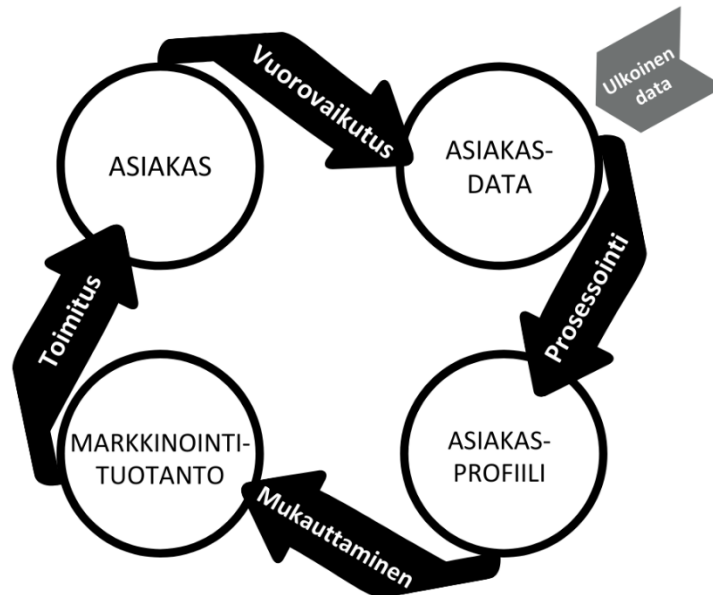 Vuorovaikutus
Ulkoinen
data
ASIAKAS
ASIAKAS-
DATA
Prosessointi
Toimitus
MARKKINOINTI-
TUOTANTO
ASIAKAS-
PROFIILI
Mukauttaminen